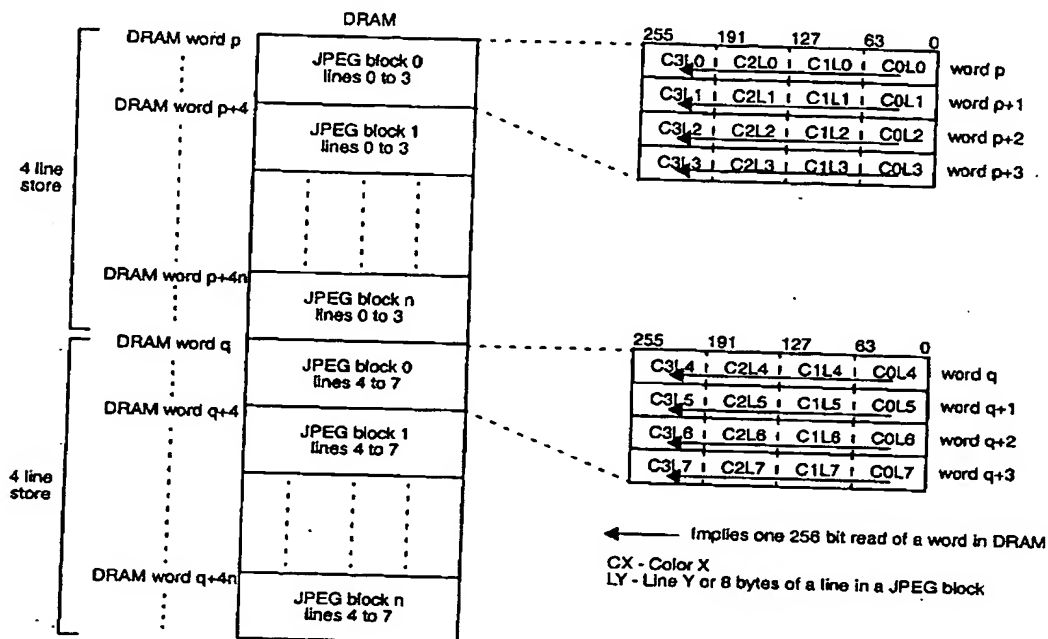 DRAM
DRAM word p
JPEG block 0
lines 0 to 3
DRAM word p+4
JPEG block 1
lines 0 to 3
4 line
store
DRAM word p+4n
JPEG block n
lines 0 to 3
255 191 127 63 0
C3L0 C2L0 C1L0 C0L0 word p
C3L1 C2L1 C1L1 C0L1 word p+1
C3L2 C2L2 C1L2 C0L2 word p+2
C3L3 C2L3 C1L3 C0L3 word p+3
DRAM word q
JPEG block 0
lines 4 to 7
DRAM word q+4
JPEG block 1
lines 4 to 7
4 line
store
DRAM word q+4n
JPEG block n
lines 4 to 7
255 191 127 63 0
C3L4 C2L4 C1L4 C0L4 word q
C3L5 C2L5 C1L5 C0L5 word q+1
C3L6 C2L6 C1L6 C0L6 word q+2
C3L7 C2L7 C1L7 C0L7 word q+3
Implies one 256 bit read of a word in DRAM
CX - Color X
LY - Line Y or 8 bytes of a line in a JPEG block